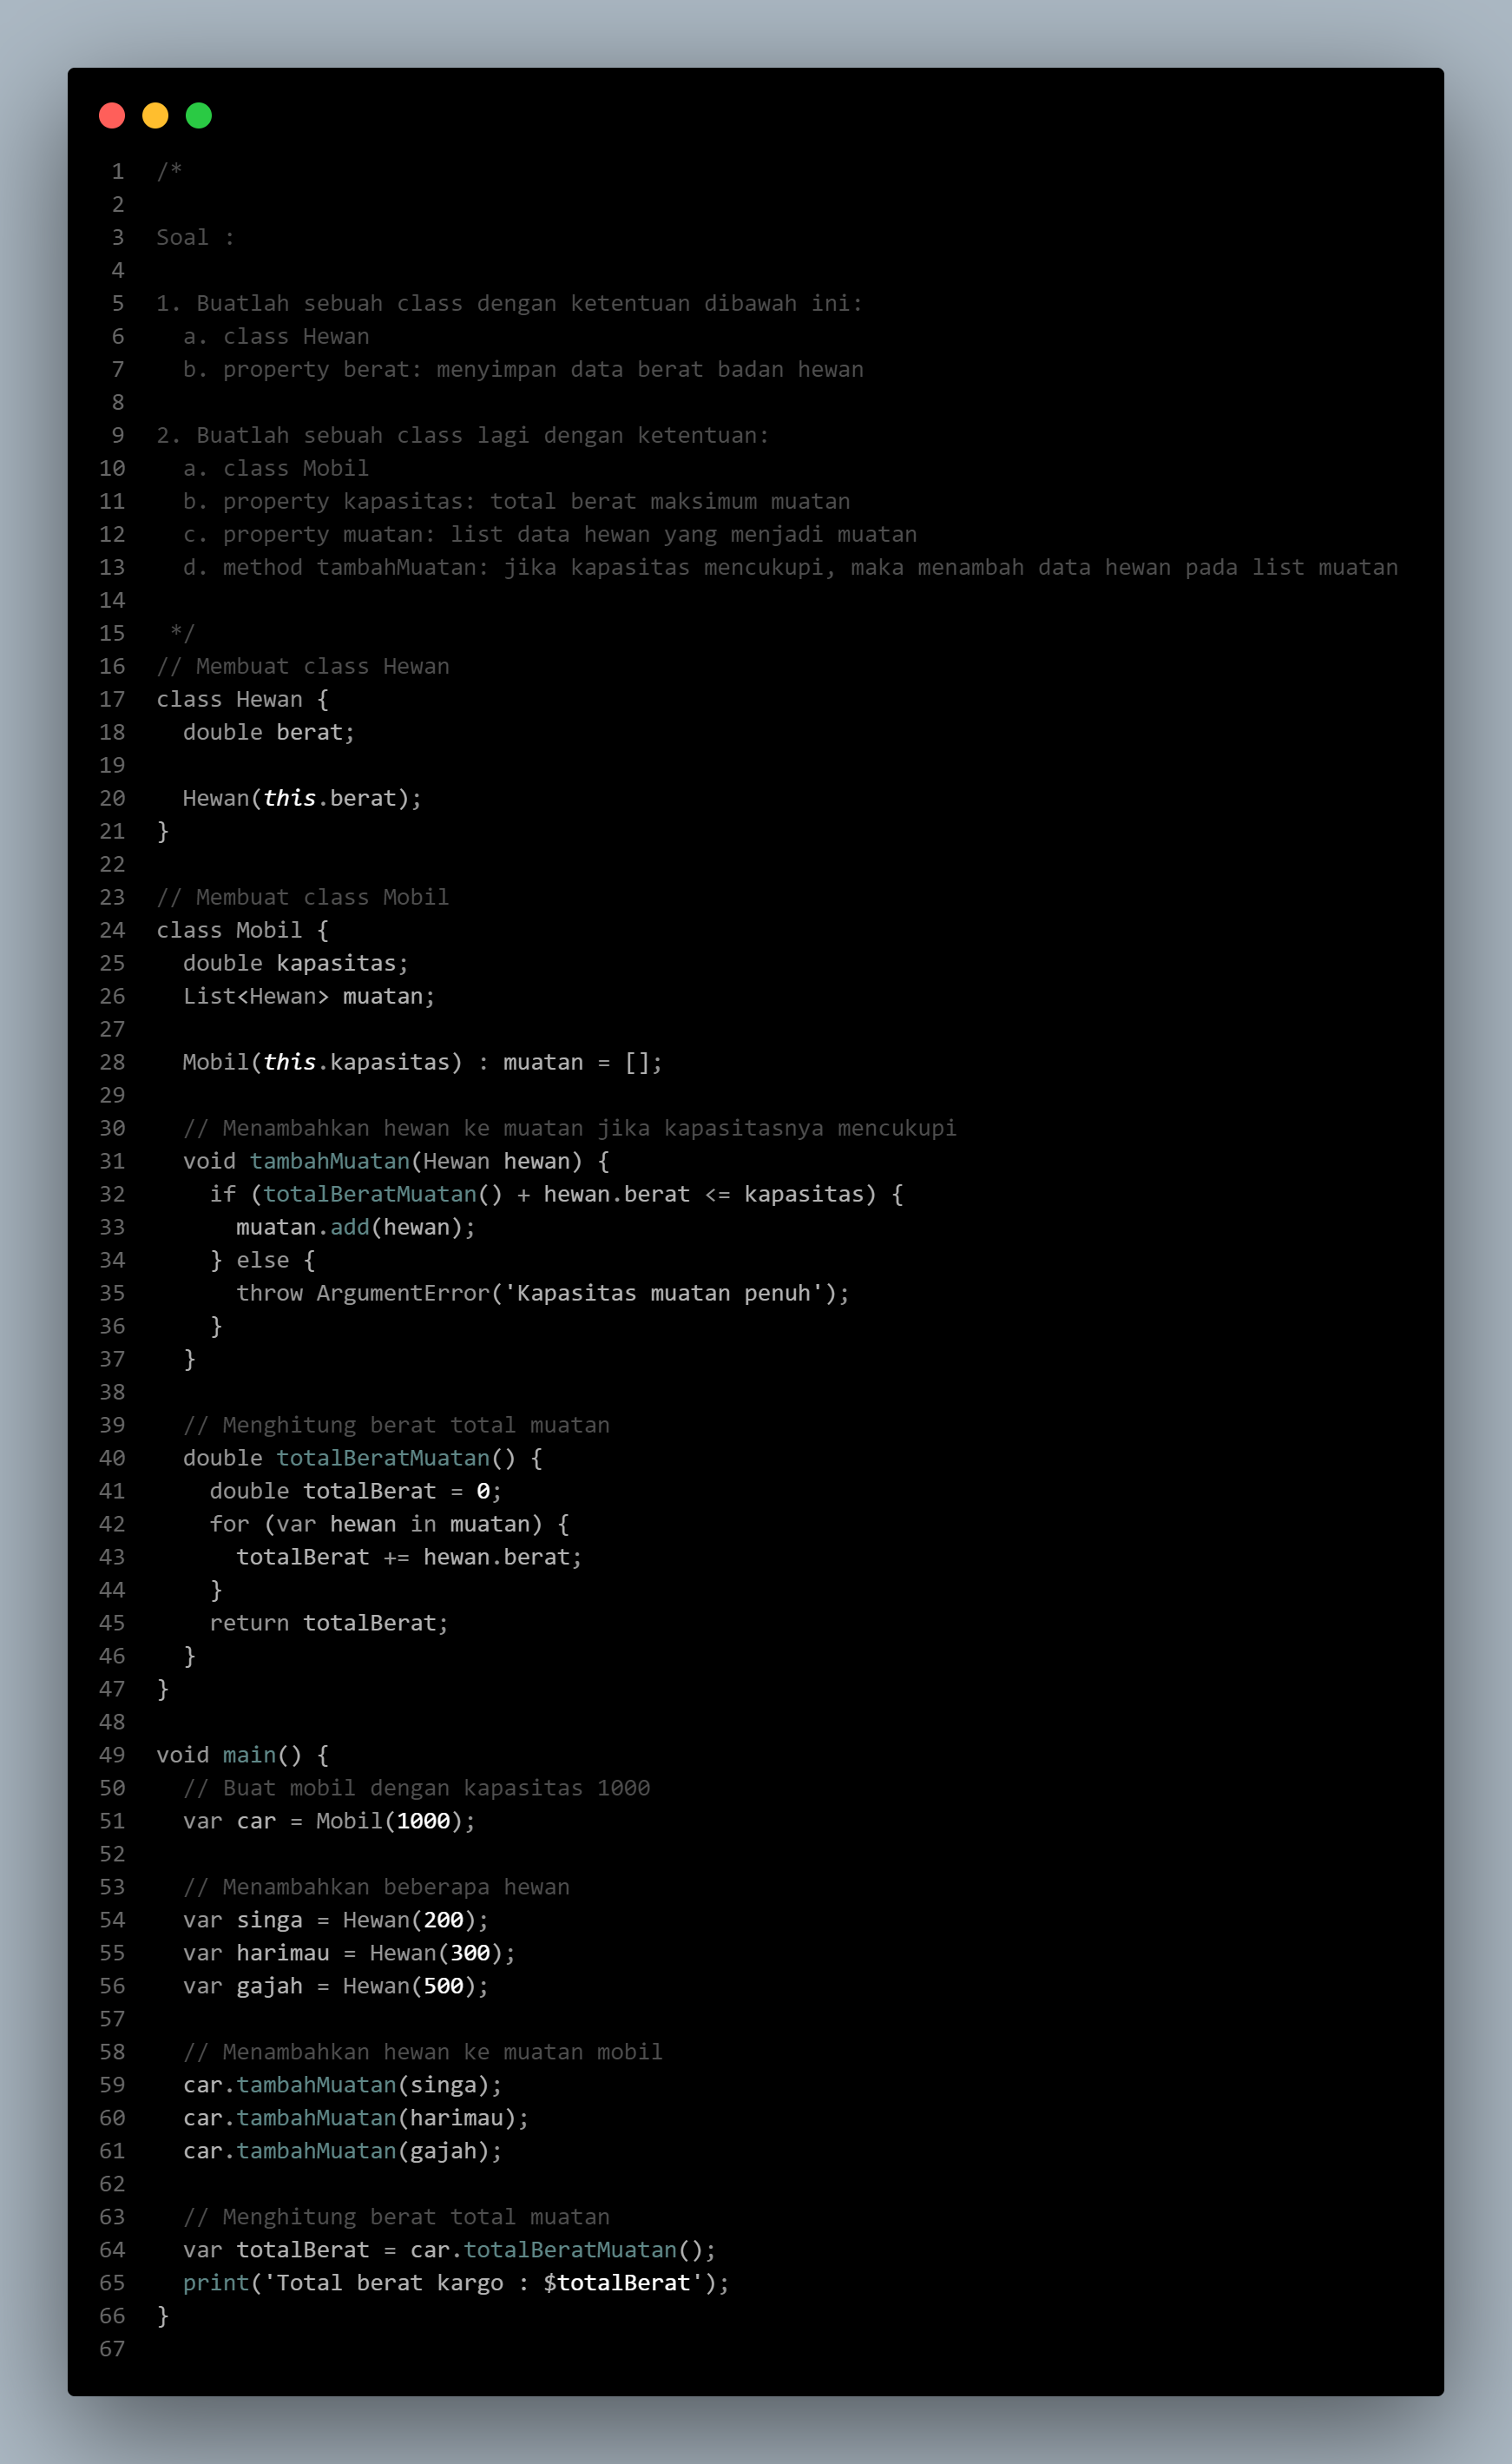 1 /*
2
3 Soal :
4
5 1. Buatlah sebuah class dengan ketentuan dibawah ini:
6   a. class Hewan
7   b. property berat: menyimpan data berat badan hewan
8
9 2. Buatlah sebuah class lagi dengan ketentuan:
10   a. class Mobil
11   b. property kapasitas: total berat maksimum muatan
12   c. property muatan: list data hewan yang menjadi muatan
13   d. method tambahMuatan: jika kapasitas mencukupi, maka menambah data hewan pada list muatan
14
15  */
16 // Membuat class Hewan
17 class Hewan {
18   double berat;
19
20   Hewan(this.berat);
21 }
22
23 // Membuat class Mobil
24 class Mobil {
25   double kapasitas;
26   List<Hewan> muatan;
27
28   Mobil(this.kapasitas) : muatan = [];
29
30   // Menambahkan hewan ke muatan jika kapasitasnya mencukupi
31   void tambahMuatan(Hewan hewan) {
32     if (totalBeratMuatan() + hewan.berat <= kapasitas) {
33       muatan.add(hewan);
34     } else {
35       throw ArgumentError('Kapasitas muatan penuh');
36     }
37   }
38
39   // Menghitung berat total muatan
40   double totalBeratMuatan() {
41     double totalBerat = 0;
42     for (var hewan in muatan) {
43       totalBerat += hewan.berat;
44     }
45     return totalBerat;
46   }
47 }
48
49 void main() {
50   // Buat mobil dengan kapasitas 1000
51   var car = Mobil(1000);
52
53   // Menambahkan beberapa hewan
54   var singa = Hewan(200);
55   var harimau = Hewan(300);
56   var gajah = Hewan(500);
57
58   // Menambahkan hewan ke muatan mobil
59   car.tambahMuatan(singa);
60   car.tambahMuatan(harimau);
61   car.tambahMuatan(gajah);
62
63   // Menghitung berat total muatan
64   var totalBerat = car.totalBeratMuatan();
65   print('Total berat kargo : $totalBerat');
66 }
67